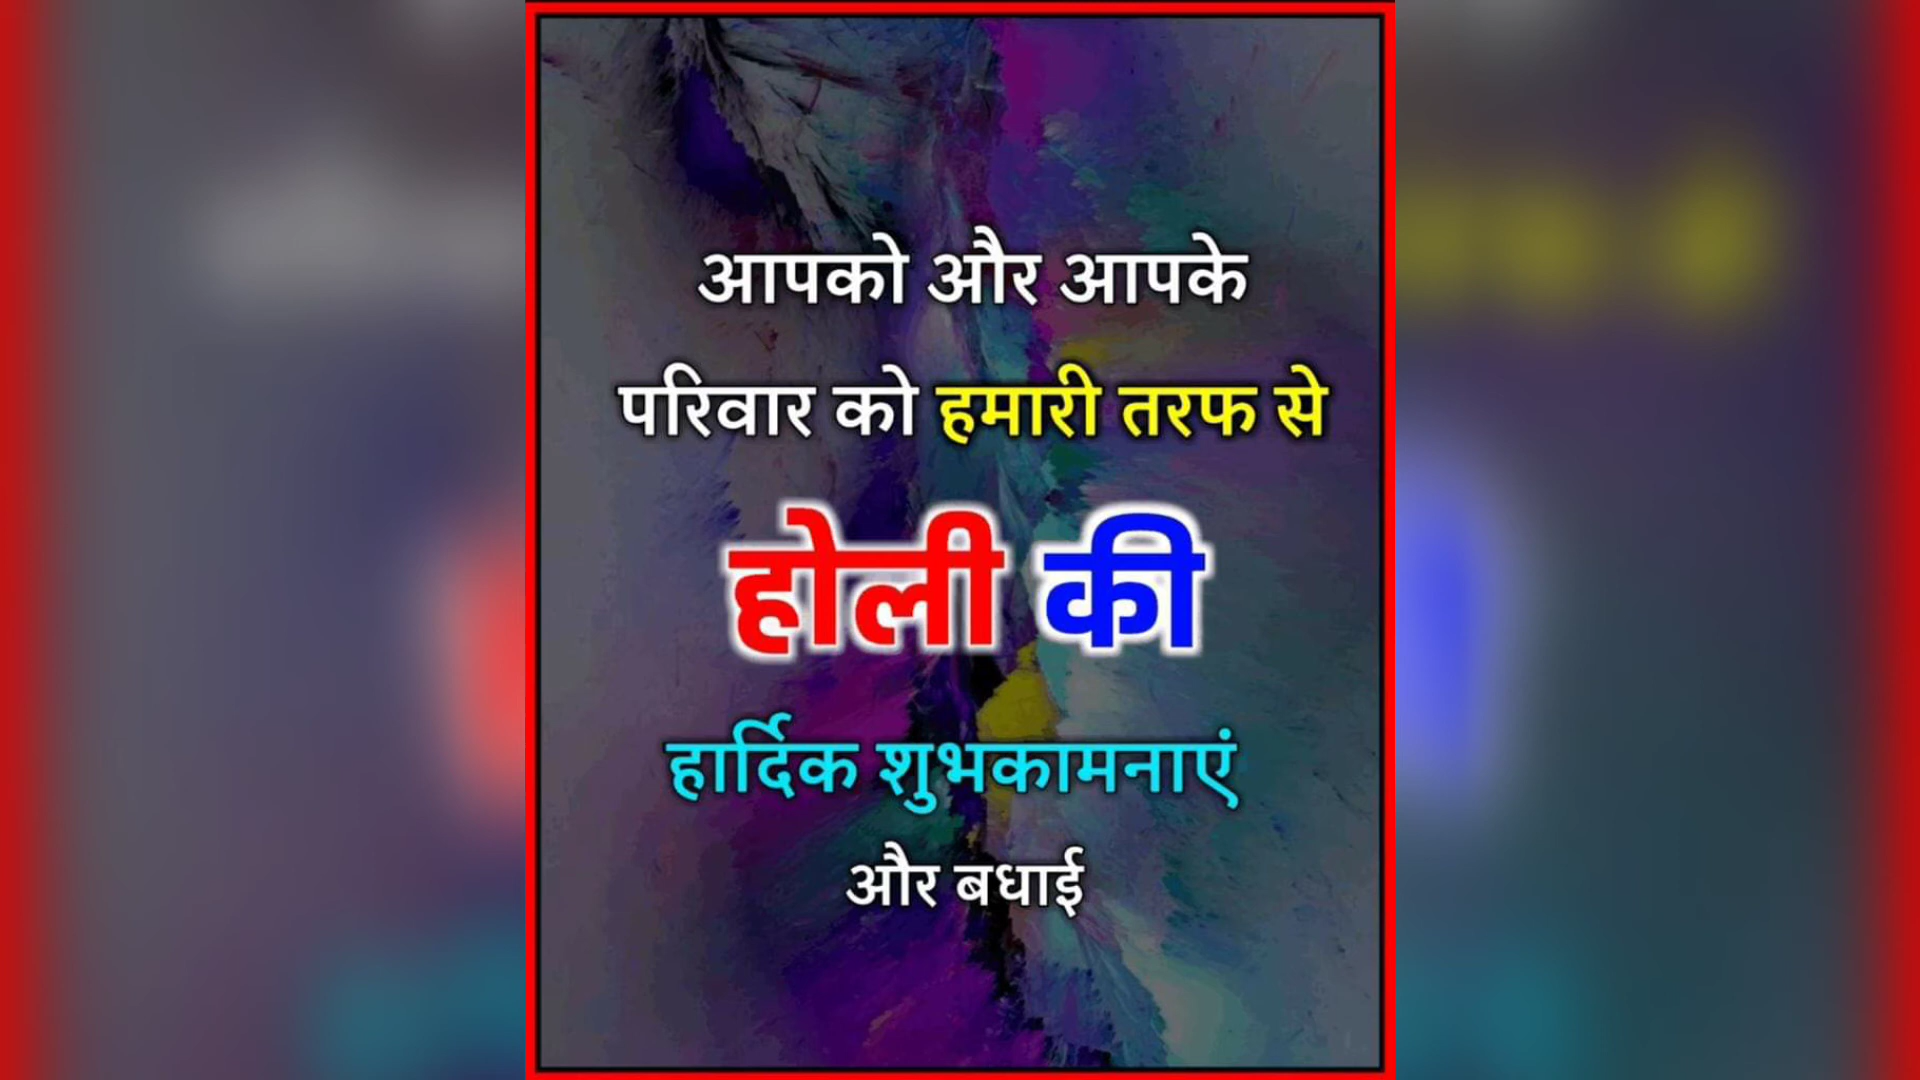 आपको और आपके
परिवार को हमारी तरफ से
होली की
हार्दिक शुभकामनाएं
और बधाई